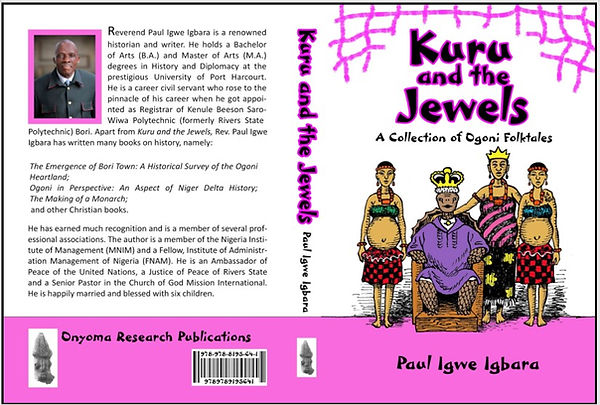 Reverend Paul Igwe Igbara is a renowned
historian and writer. He holds a Bachelor
of Arts (B.A.) and Master of Arts (M.A.)
degrees in History and Diplomacy at the
prestigious University of Port Harcourt.
He is a career civil servant who rose to the
pinnacle of his career when he got appoi-
nted as Registrar of Kenule Beeson Saro-
Wiwa Polytechnic (formerly Rivers State
Polytechnic) Bori. Apart from Kuru and the Jewels, Rev. Paul Igwe
Igbara has written many books on history, namely:
The Emergence of Bori Town: A Historical Survey of the Ogoni
Heartland;
Ogoni in Perspective: An Aspect of Niger Delta History;
The Making of a Monarch;
and other Christian books.
He has earned much recognition and is a member of several prof-
essional associations. The author is a member of the Nigeria Insti-
tute of Management (MNIM) and a Fellow, Institute of Administr-
ation Management of Nigeria (FNAM). He is an Ambassador of
Peace of the United Nations, a Justice of Peace of Rivers State
and a Senior Pastor in the Church of God Mission International.
He is happily married and blessed with six children.
Onyoma Research Publications
978-978-8195-64-1
9789789195641
Kuru and the Jewels
Paul Igwe Igbara
Kuru
and the
Jewels
A Collection of Ogoni Folktales
Paul Igwe Igbara